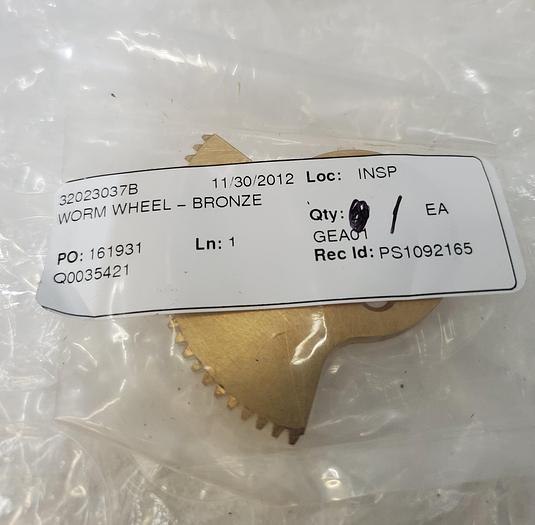 32023037B 11/30/2012 Loc: INSP
WORM WHEEL - BRONZE
Qty: 1 EA
GEA01
PO: 161931 Ln: 1
Rec Id: PS1092165
Q0035421